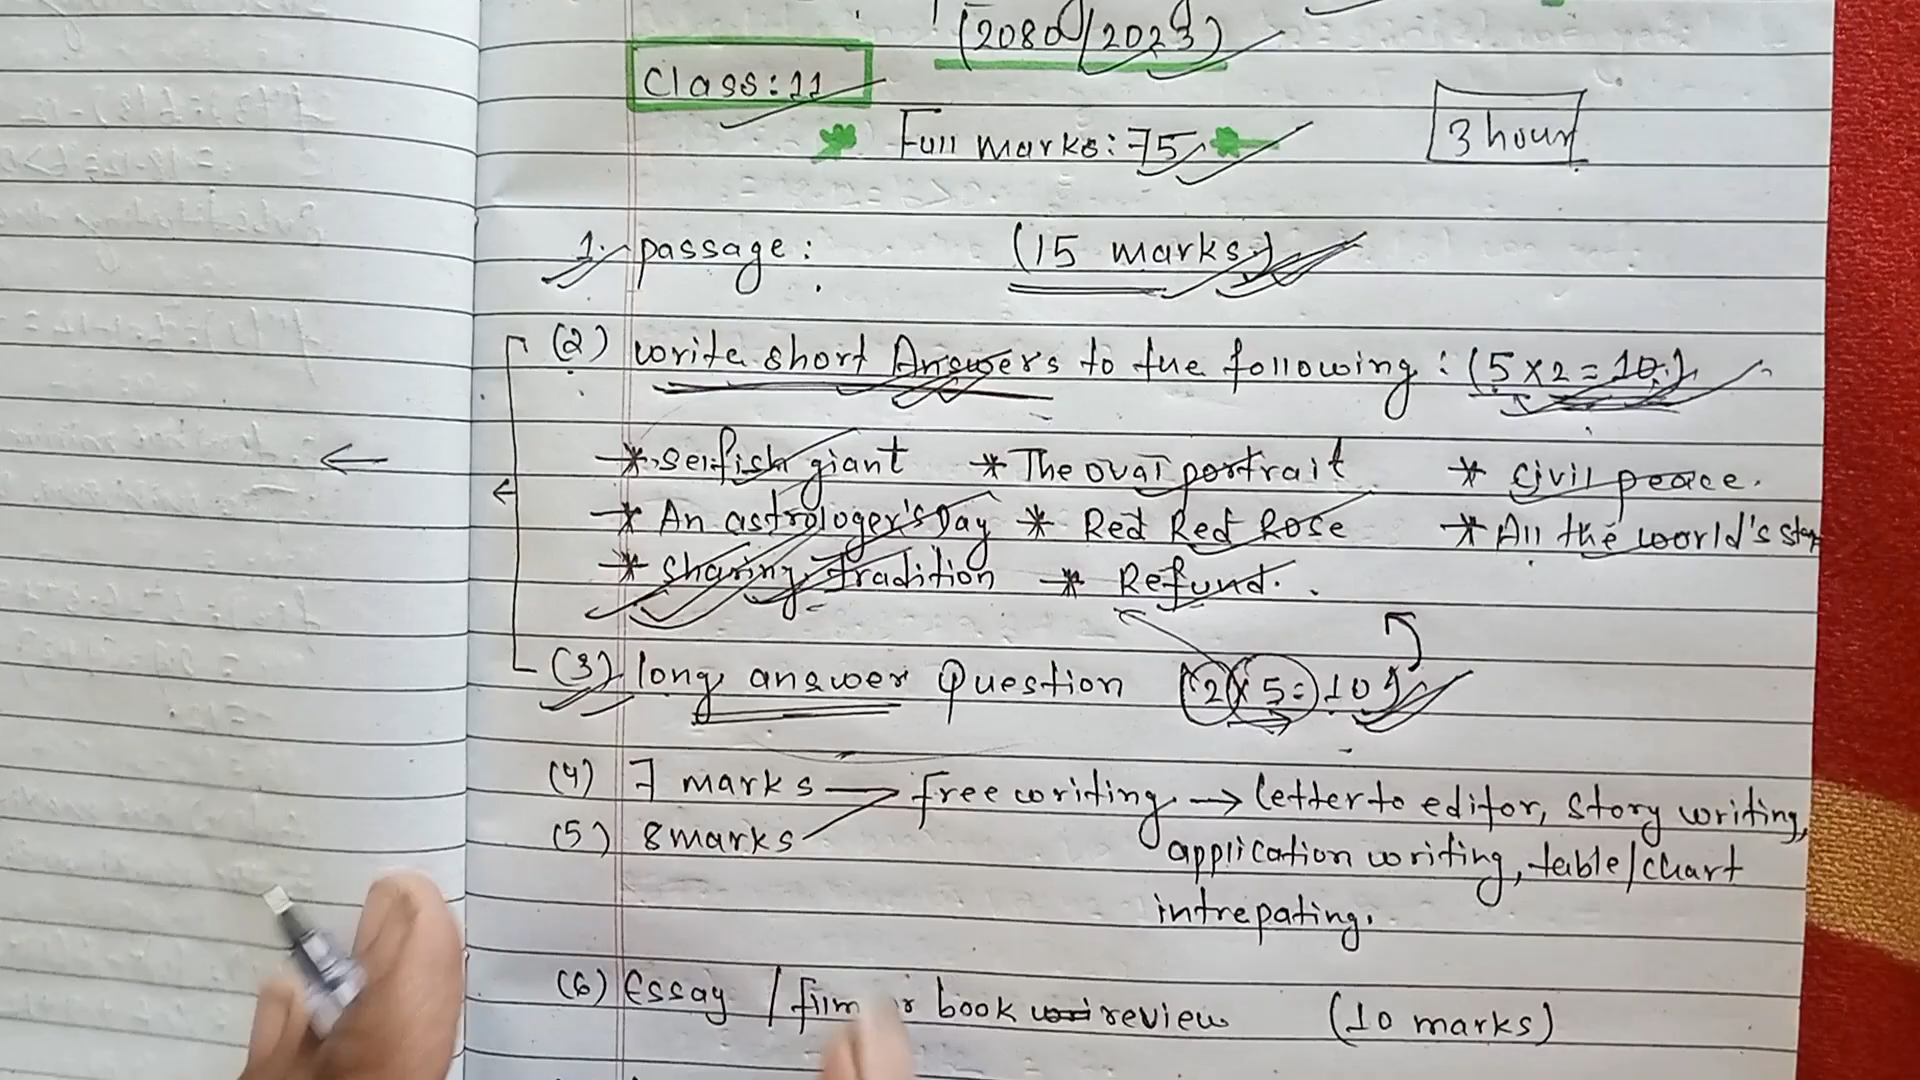 (2080/2023)
Class: 11
Full marks: 75
3 hour
1. passage: (15 marks)
(2) write short Answers to the following: (5×2=10)
* Selfish giant * The oval portrait * civil peace.
* An astrologer's Day * Red Red Rose * All the world's
* sharing Tradition * Refund.
(3) long answer Question (2×5=10)
(4) 7 marks → free writing → letter to editor, story writing,
(5) 8 marks
application writing, table/chart
intrepating.
(6) Essay / film book review (10 marks)